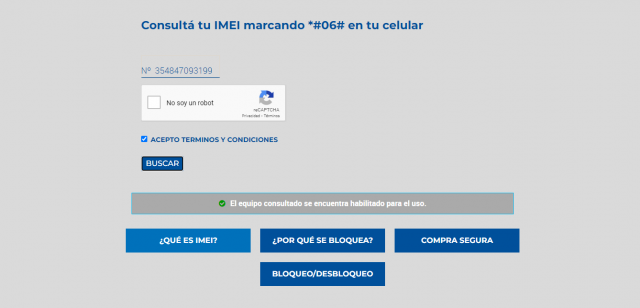 Consultá tu IMEI marcando *#06# en tu celular
Nº 354847093199
No soy un robot
reCAPTCHA
Privacidad - Términos
ACEPTO TERMINOS Y CONDICIONES
BUSCAR
El equipo consultado se encuentra habilitado para el uso.
¿QUÉ ES IMEI?
¿POR QUÉ SE BLOQUEA?
COMPRA SEGURA
BLOQUEO/DESBLOQUEO